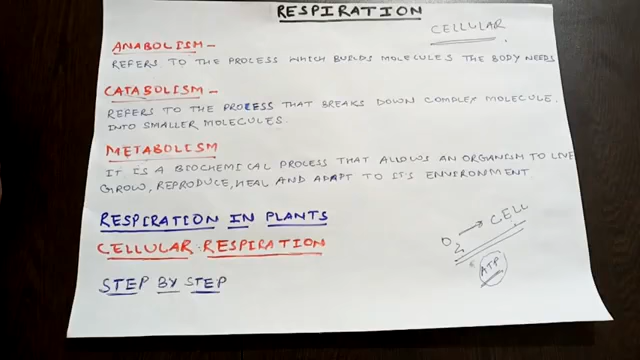 RESPIRATION
CELLULAR
ANABOLISM -
REFERS TO THE PROCESS WHICH BUILDS MOLECULES THE BODY NEEDS
CATABOLISM -
REFERS TO THE PROCESS THAT BREAKS DOWN COMPLEX MOLECULE.
INTO SMALLER MOLECULES.
METABOLISM
IT IS A BIOCHEMICAL PROCESS THAT ALLOWS AN ORGANISM TO LIVE
GROW, REPRODUCE, HEAL AND ADAPT TO IT'S ENVIRONMENT
RESPIRATION IN PLANTS
CELLULAR RESPIRATION
O2 → CELL
ATP
STEP BY STEP